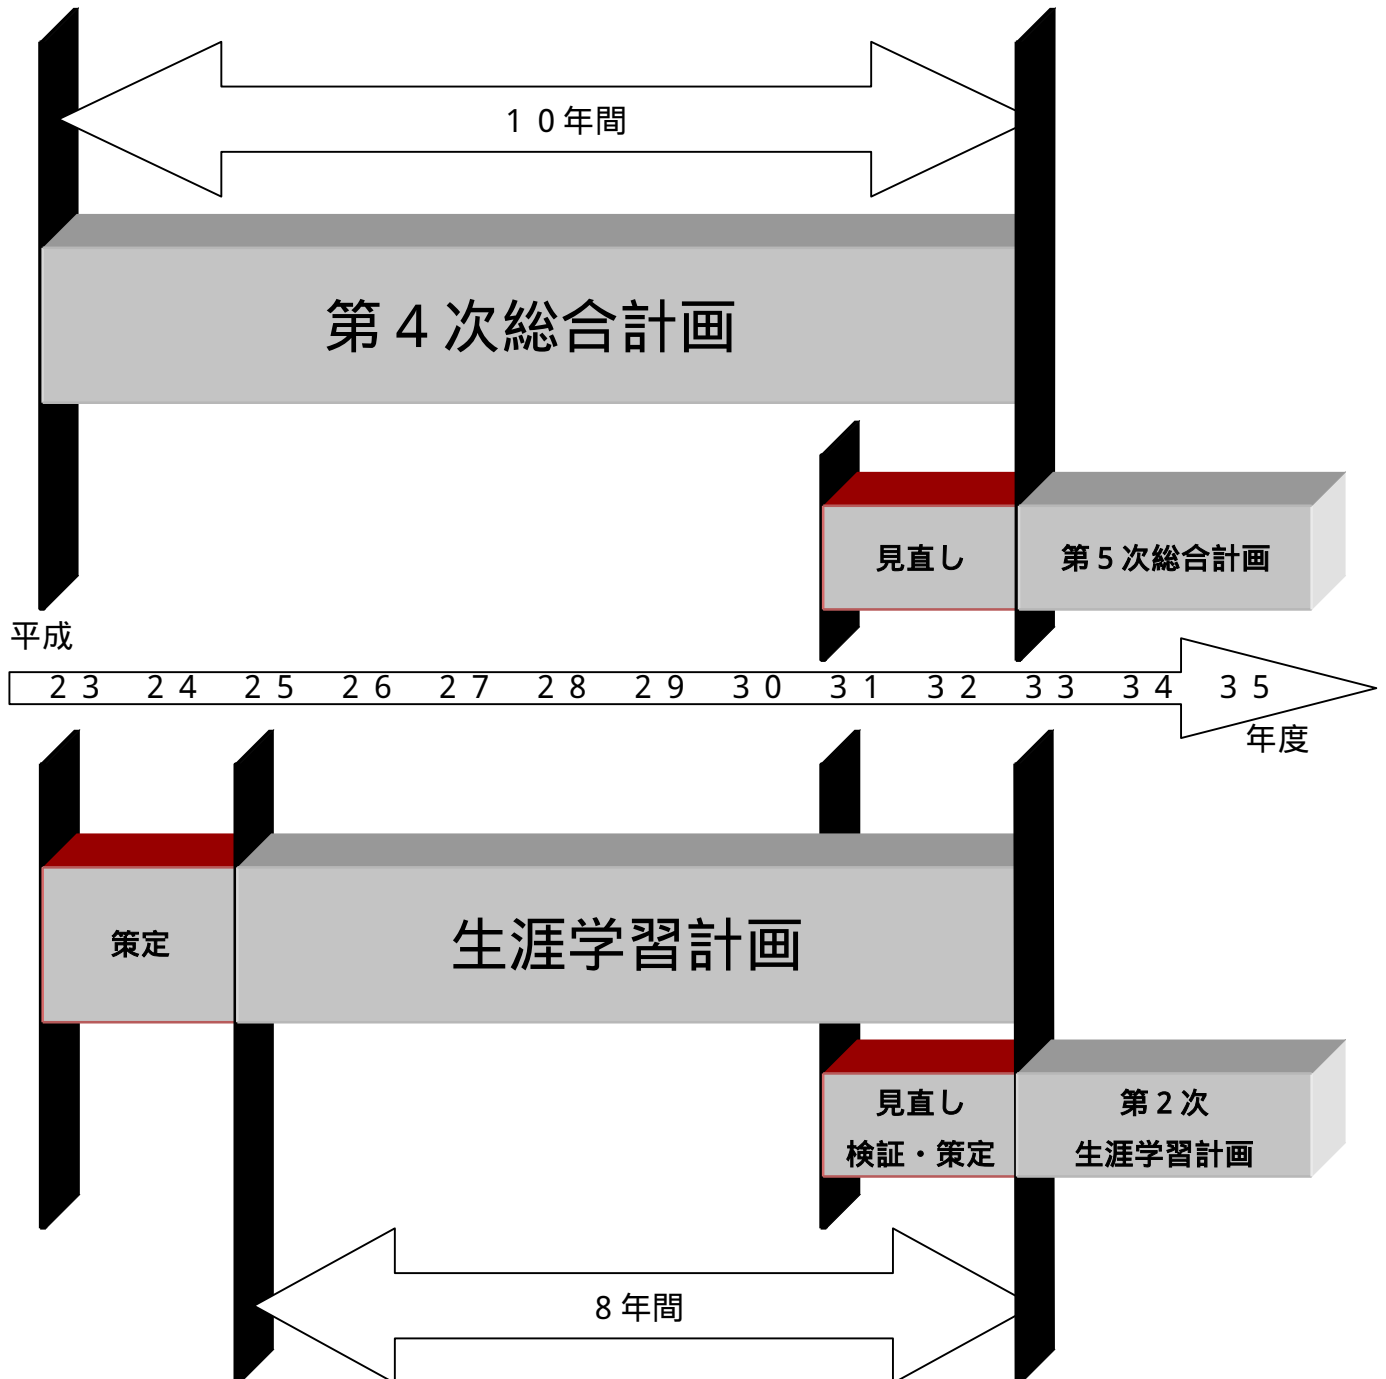 １０年間
第４次総合計画
見直し
第５次総合計画
平成
２３ ２４ ２５ ２６ ２７ ２８ ２９ ３０ ３１ ３２ ３３ ３４ ３５
年度
策定
生涯学習計画
見直し
検証・策定
第２次
生涯学習計画
８年間